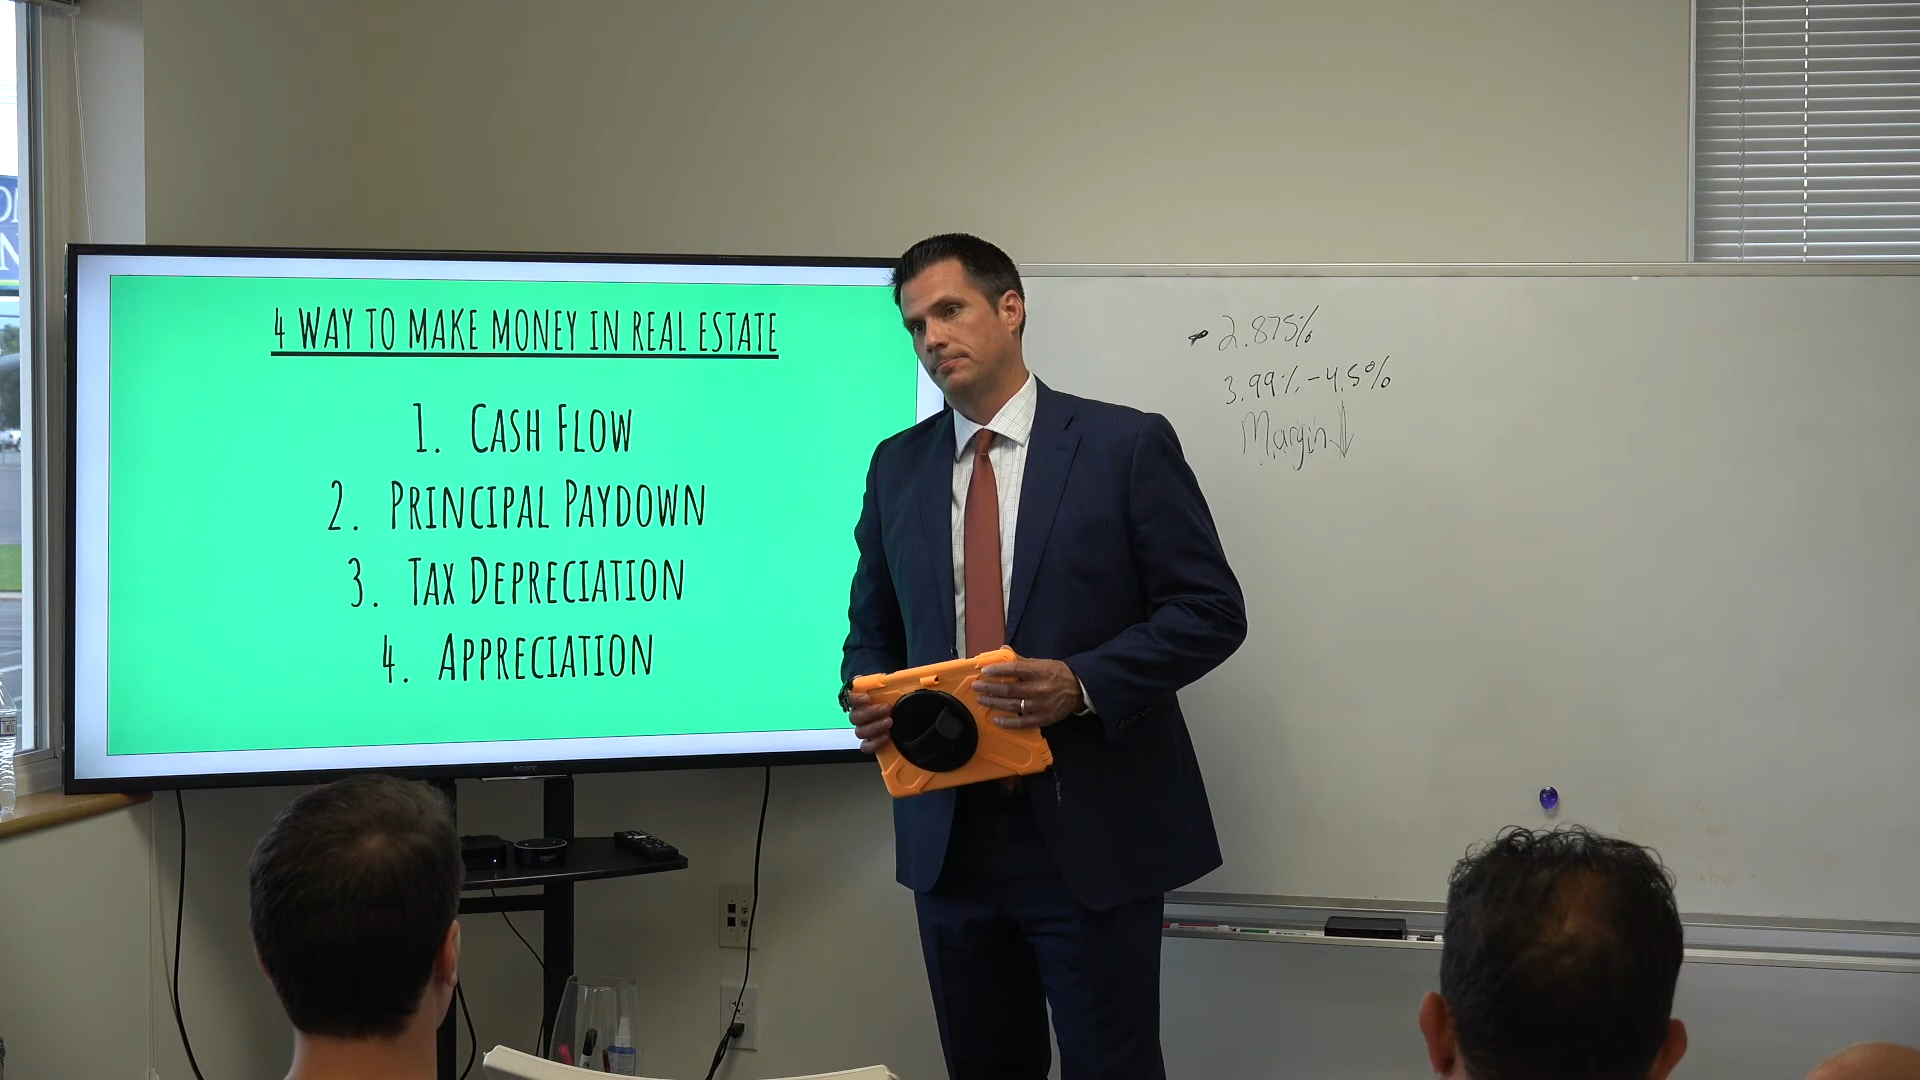 4 WAY TO MAKE MONEY IN REAL ESTATE
1. CASH FLOW
2. PRINCIPAL PAYDOWN
3. TAX DEPRECIATION
4. APPRECIATION
2.875%
3.99% - 4.5%
Margin ↓